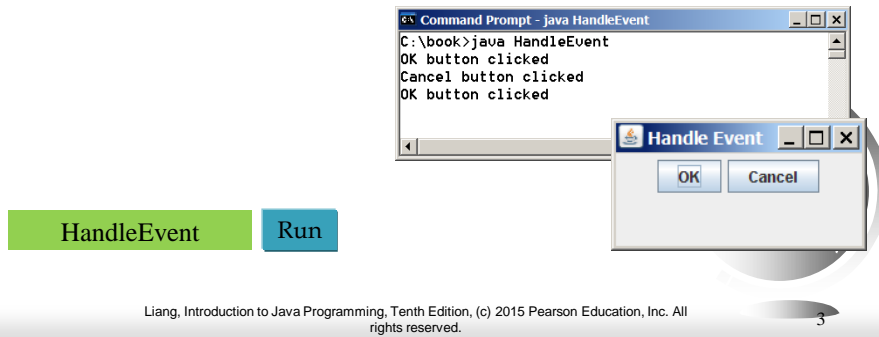 Command Prompt - java HandleEvent
C:\book>java HandleEvent
OK button clicked
Cancel button clicked
OK button clicked
Handle Event
OK Cancel
HandleEvent Run
Liang, Introduction to Java Programming, Tenth Edition, (c) 2015 Pearson Education, Inc. All
rights reserved.
3